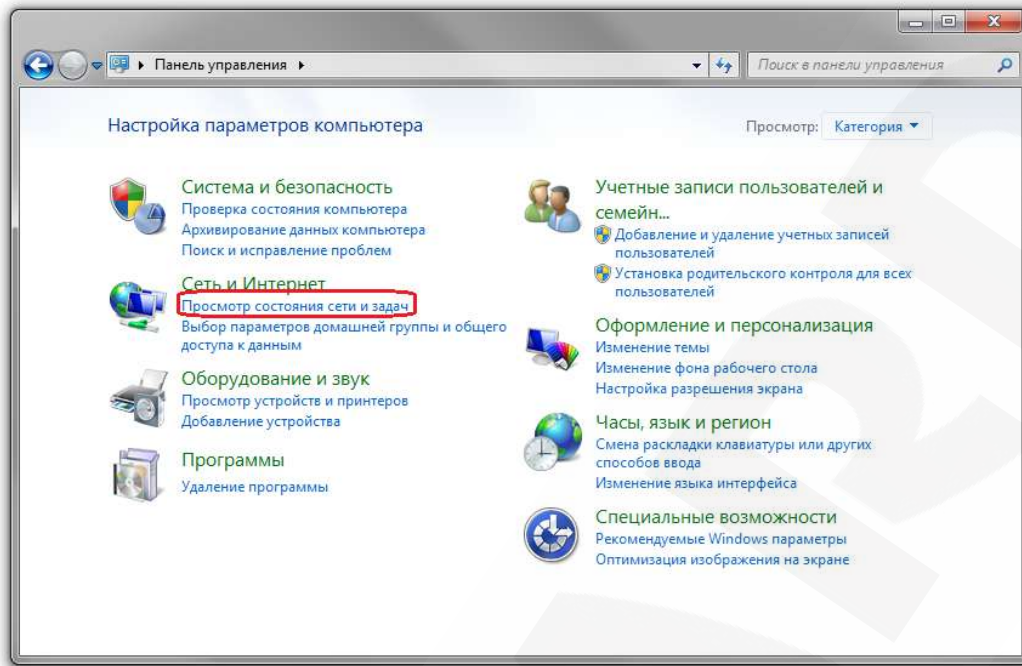 Панель управления
Поиск в панели управления
Настройка параметров компьютера
Просмотр: Категория
Система и безопасность
Проверка состояния компьютера
Архивирование данных компьютера
Поиск и исправление проблем
Сеть и Интернет
Просмотр состояния сети и задач
Выбор параметров домашней группы и общего
доступа к данным
Оборудование и звук
Просмотр устройств и принтеров
Добавление устройства
Программы
Удаление программы
Учетные записи пользователей и
семейн...
Добавление и удаление учетных записей
пользователей
Установка родительского контроля для всех
пользователей
Оформление и персонализация
Изменение темы
Изменение фона рабочего стола
Настройка разрешения экрана
Часы, язык и регион
Смена раскладки клавиатуры или других
способов ввода
Изменение языка интерфейса
Специальные возможности
Рекомендуемые Windows параметры
Оптимизация изображения на экране